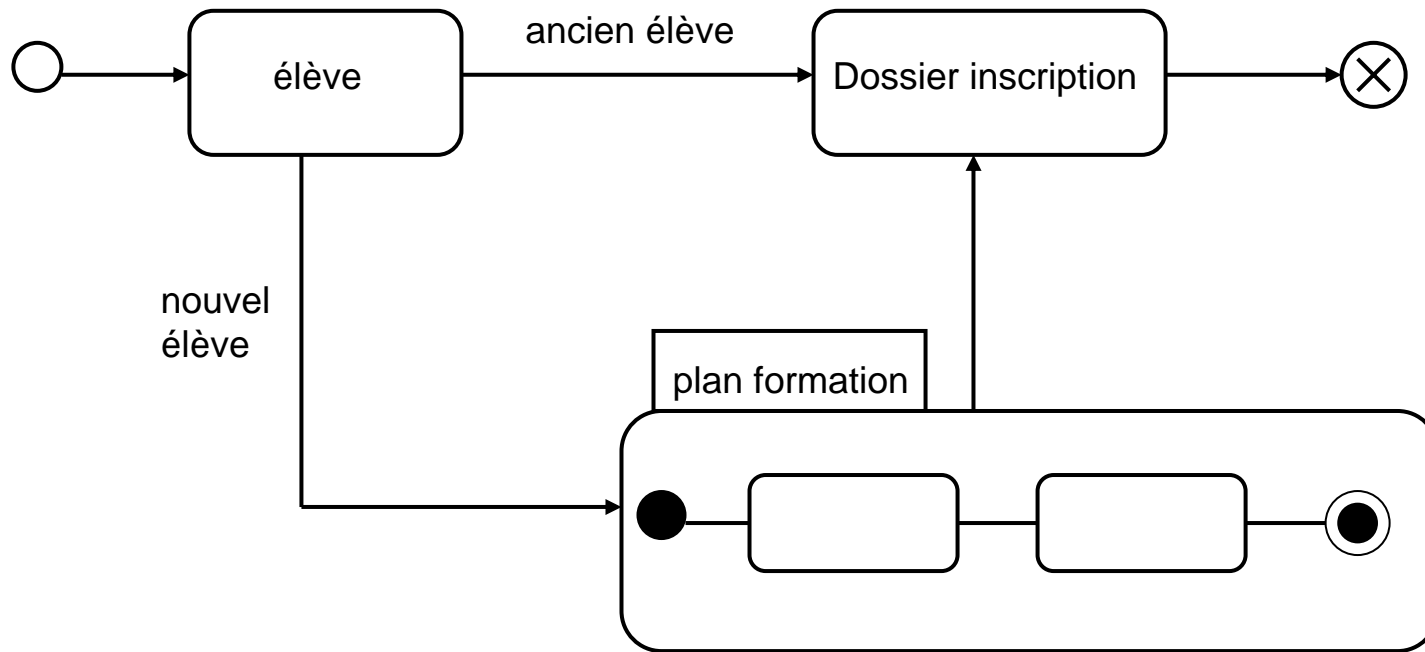 ancien élève
élève
Dossier inscription
nouvel
élève
plan formation